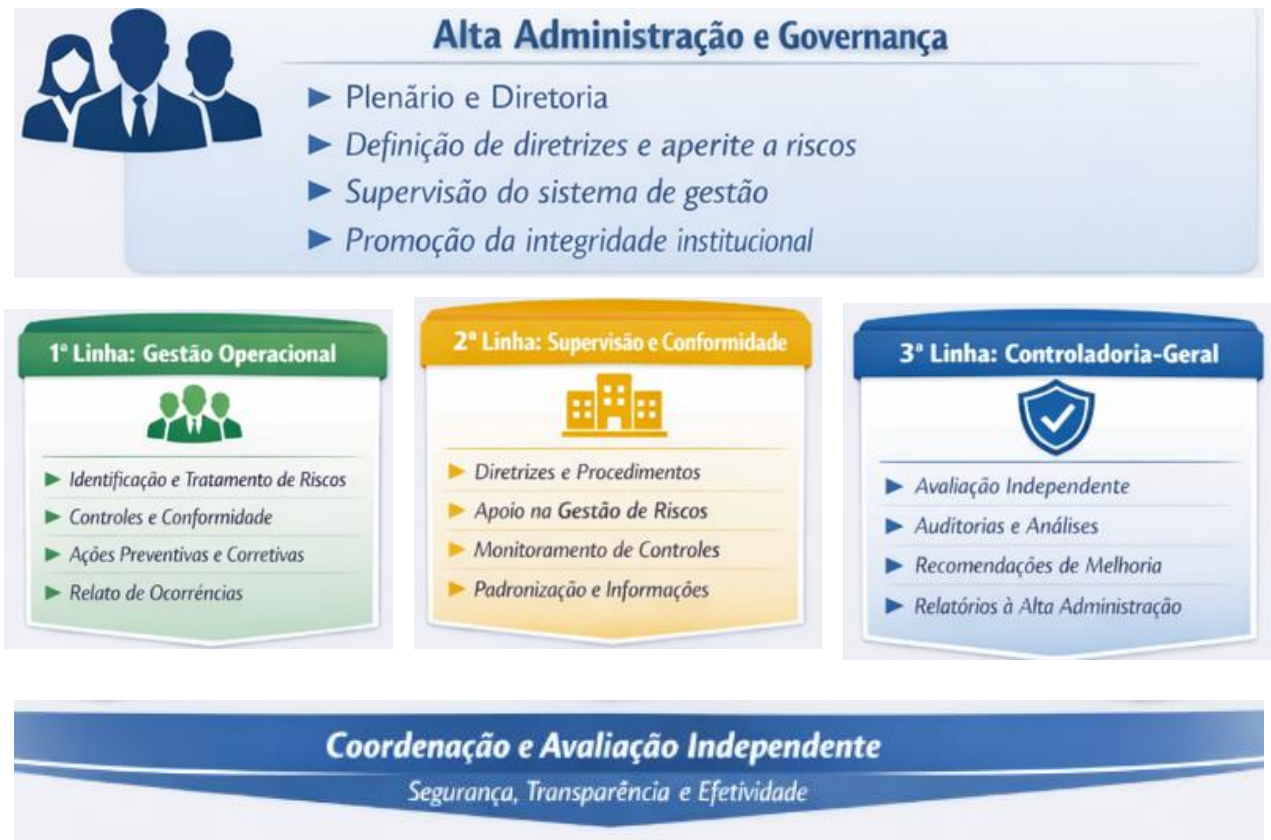 Alta Administração e Governança
► Plenário e Diretoria
► Definição de diretrizes e aperite a riscos
► Supervisão do sistema de gestão
► Promoção da integridade institucional
1ª Linha: Gestão Operacional
► Identificação e Tratamento de Riscos
► Controles e Conformidade
► Ações Preventivas e Corretivas
► Relato de Ocorréncias
2ª Linha: Supervisão e Conformidade
► Diretrizes e Procedimentos
► Apoio na Gestão de Riscos
► Monitoramento de Controles
► Padronização e Informações
3ª Linha: Controladoria-Geral
► Avaliação Independente
► Auditorias e Análises
► Recomendações de Melhoria
► Relatórios à Alta Administração
Coordenação e Avaliação Independente
Segurança, Transparência e Efetividade